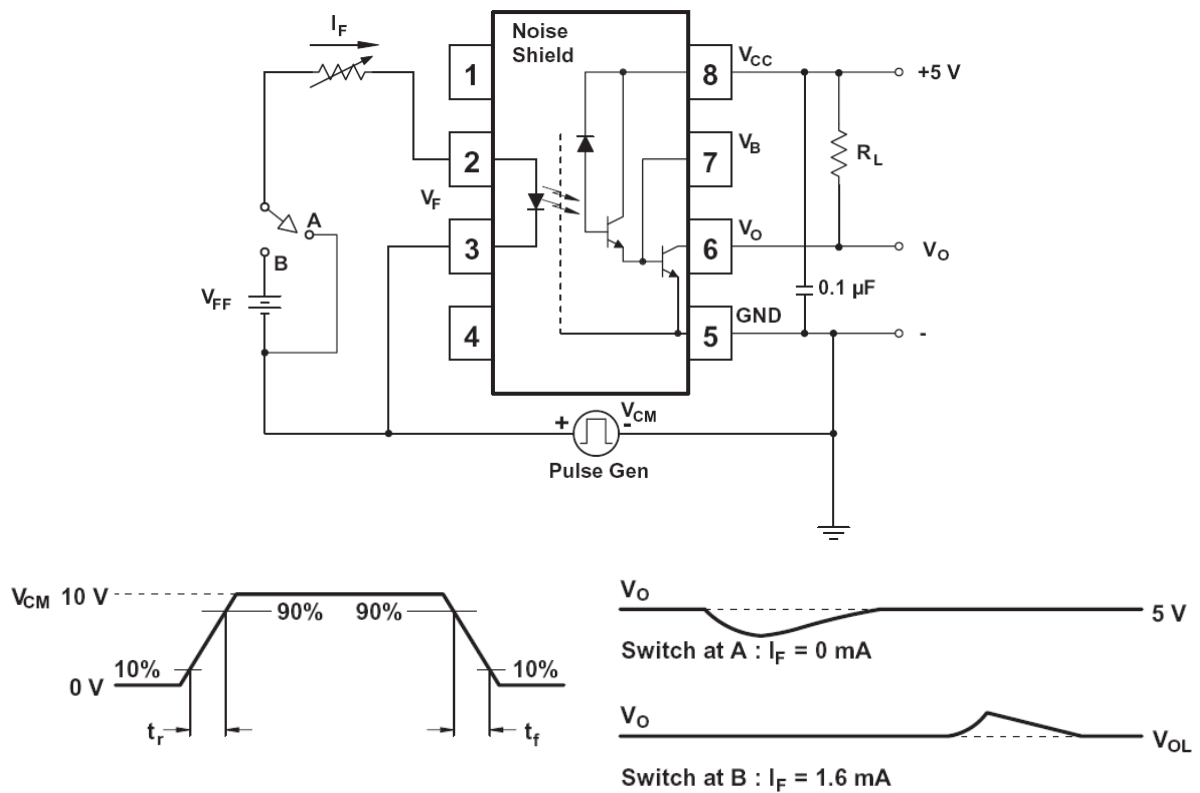 I_F
Noise
Shield
1
8
V_CC
+5 V
2
7
V_B
R_L
V_F
A
3
6
V_O
V_O
B
V_FF
0.1 µF
4
5
GND
-
+
V_CM
-
Pulse Gen
V_CM 10 V
90%
90%
10%
10%
0 V
t_r
t_f
V_O
5 V
Switch at A : I_F = 0 mA
V_O
V_OL
Switch at B : I_F = 1.6 mA